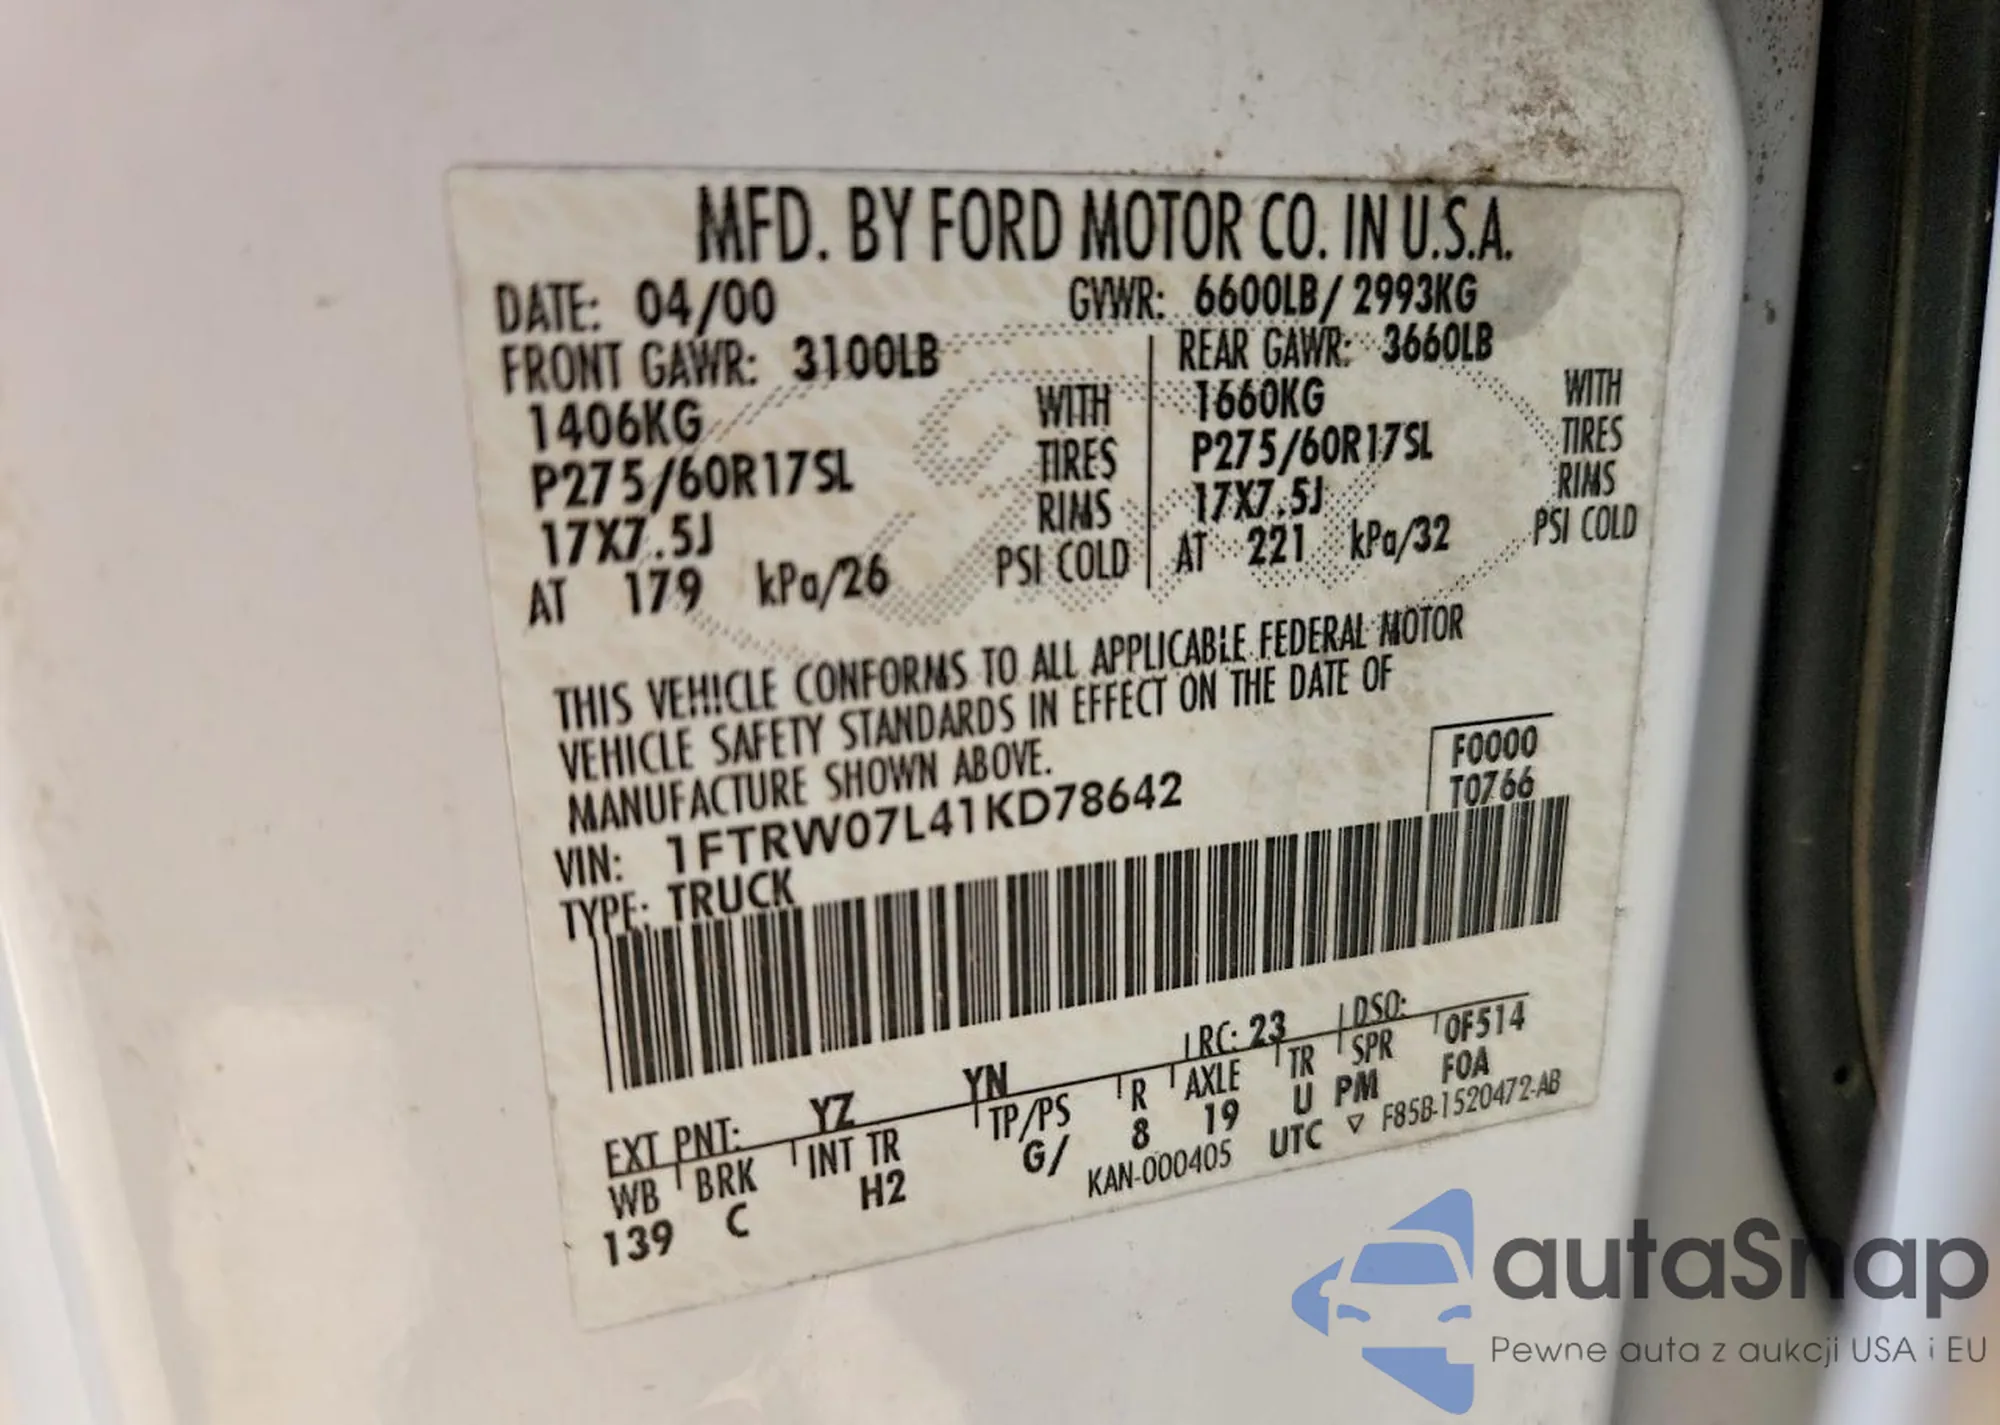 MFD. BY FORD MOTOR CO. IN U.S.A.
DATE: 04/00 GVWR: 6600LB/ 2993KG
FRONT GAWR: 3100LB REAR GAWR: 3660LB
1406KG WITH 1660KG WITH
P275/60R17SL TIRES P275/60R17SL TIRES
17X7.5J RIMS 17X7.5J RIMS
AT 179 kPa/26 PSI COLD AT 221 kPa/32 PSI COLD
THIS VEHICLE CONFORMS TO ALL APPLICABLE FEDERAL MOTOR
VEHICLE SAFETY STANDARDS IN EFFECT ON THE DATE OF
MANUFACTURE SHOWN ABOVE.
F0000
VIN: 1FTRW07L41KD78642 T0766
TYPE: TRUCK
EXT PNT: YZ YN RC: 23 DSO:
WB BRK INT TR TP/PS R AXLE TR SPR 0F514
139 C H2 G/ 8 19 U PM F0A
KAN-000405 UTC ▽ F85B-1520472-AB
autaSnap
Pewne auta z aukcji USA i EU